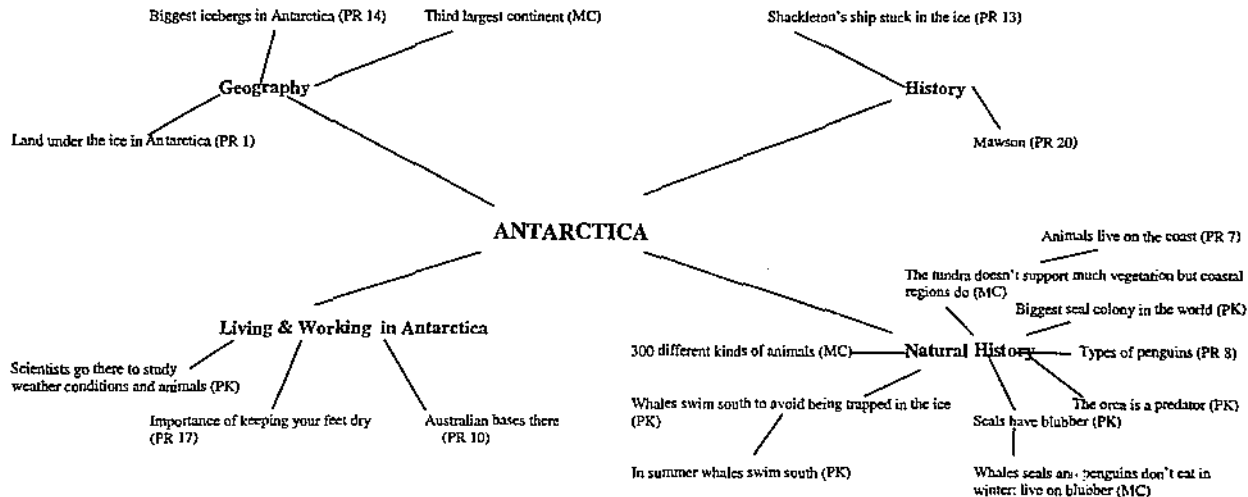 Biggest icebergs in Antarctica (PR 14)
Third largest continent (MC)
Shackleton's ship stuck in the ice (PR 13)
Geography
History
Land under the ice in Antarctica (PR 1)
Mawson (PR 20)
ANTARCTICA
Animals live on the coast (PR 7)
The tundra doesn't support much vegetation but coastal
regions do (MC)
Biggest seal colony in the world (PK)
Living & Working in Antarctica
300 different kinds of animals (MC)
Natural History
Types of penguins (PR 8)
Scientists go there to study
weather conditions and animals (PK)
Importance of keeping your feet dry
(PR 17)
Australian bases there
(PR 10)
Whales swim south to avoid being trapped in the ice
(PK)
The orca is a predator (PK)
Seals have blubber (PK)
In summer whales swim south (PK)
Whales seals and penguins don't eat in
winter: live on blubber (MC)